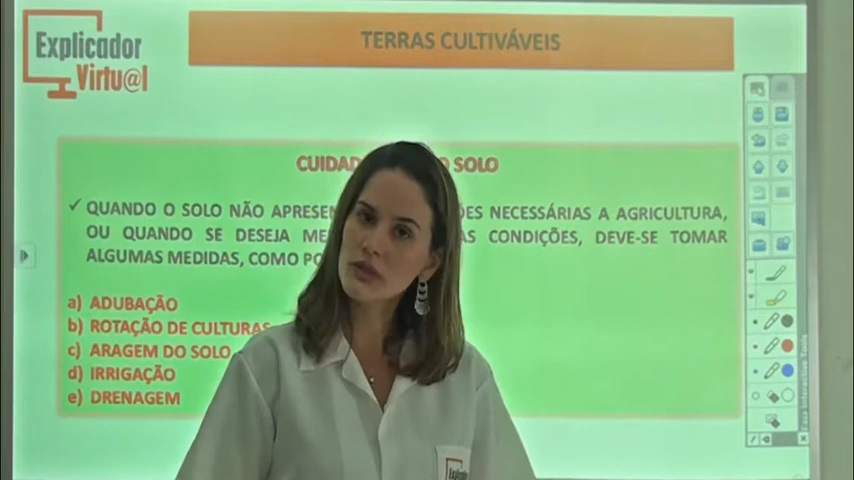 Explicador
Virtu@l
TERRAS CULTIVÁVEIS
CUIDAD SOLO
✓ QUANDO O SOLO NÃO APRESEN ÕES NECESSÁRIAS A AGRICULTURA,
OU QUANDO SE DESEJA ME AS CONDIÇÕES, DEVE-SE TOMAR
ALGUMAS MEDIDAS, COMO PO
a) ADUBAÇÃO
b) ROTAÇÃO DE CULTURAS
c) ARAGEM DO SOLO
d) IRRIGAÇÃO
e) DRENAGEM